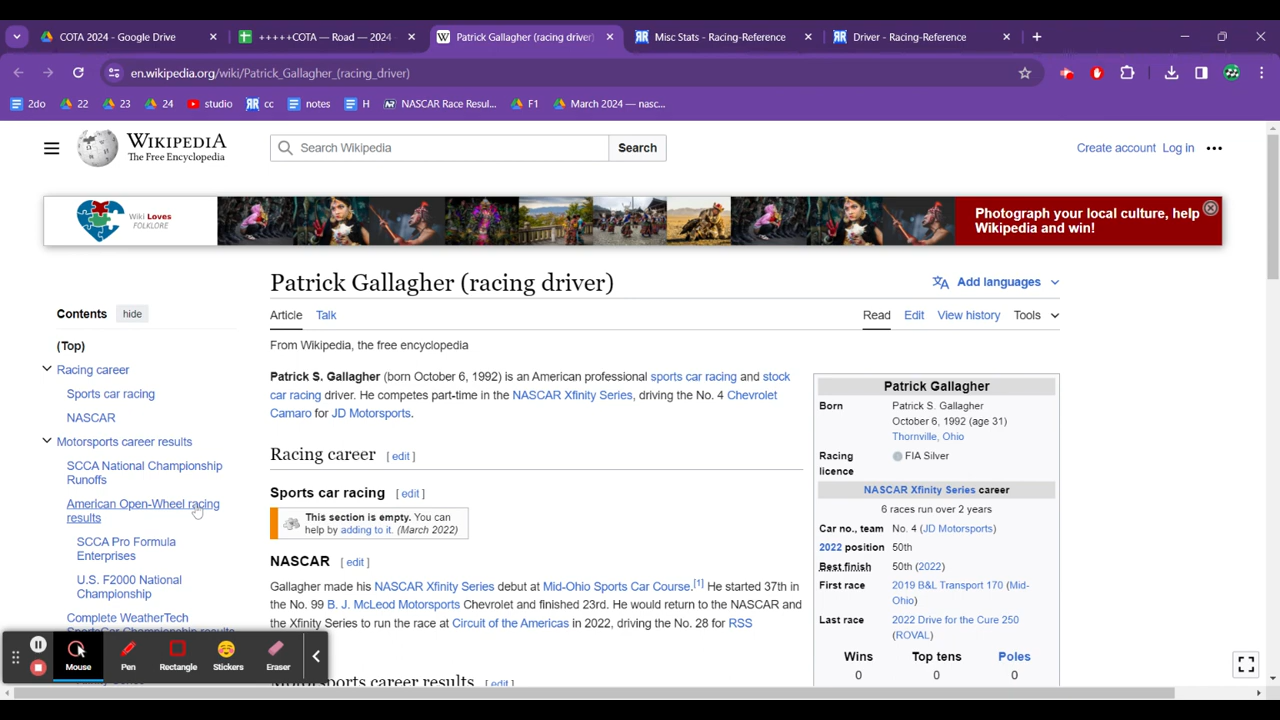 COTA 2024 - Google Drive
+++++COTA — Road — 2024
Patrick Gallagher (racing driver)
Misc Stats - Racing-Reference
Driver - Racing-Reference
en.wikipedia.org/wiki/Patrick_Gallagher_(racing_driver)
2do 22 23 24 studio cc notes H NASCAR Race Resul... F1 March 2024 — nasc...
WIKIPEDIA
The Free Encyclopedia
Search Wikipedia
Search
Create account Log in
Wiki Loves
FOLKLORE
Photograph your local culture, help
Wikipedia and win!
Patrick Gallagher (racing driver)
Add languages
Contents hide
(Top)
Racing career
Sports car racing
NASCAR
Motorsports career results
SCCA National Championship
Runoffs
American Open-Wheel racing
results
SCCA Pro Formula
Enterprises
U.S. F2000 National
Championship
Complete WeatherTech
Article Talk
Read Edit View history Tools
From Wikipedia, the free encyclopedia
Patrick S. Gallagher (born October 6, 1992) is an American professional sports car racing and stock
car racing driver. He competes part-time in the NASCAR Xfinity Series, driving the No. 4 Chevrolet
Camaro for JD Motorsports.
Racing career [ edit ]
Sports car racing [ edit ]
This section is empty. You can
help by adding to it. (March 2022)
NASCAR [ edit ]
Gallagher made his NASCAR Xfinity Series debut at Mid-Ohio Sports Car Course.[1] He started 37th in
the No. 99 B. J. McLeod Motorsports Chevrolet and finished 23rd. He would return to the NASCAR and
the Xfinity Series to run the race at Circuit of the Americas in 2022, driving the No. 28 for RSS
Motorsports career results [ edit ]
Patrick Gallagher
Born Patrick S. Gallagher
October 6, 1992 (age 31)
Thornville, Ohio
Racing FIA Silver
licence
NASCAR Xfinity Series career
6 races run over 2 years
Car no., team No. 4 (JD Motorsports)
2022 position 50th
Best finish 50th (2022)
First race 2019 B&L Transport 170 (Mid-
Ohio)
Last race 2022 Drive for the Cure 250
(ROVAL)
Wins Top tens Poles
0 0 0
Mouse Pen Rectangle Stickers Eraser